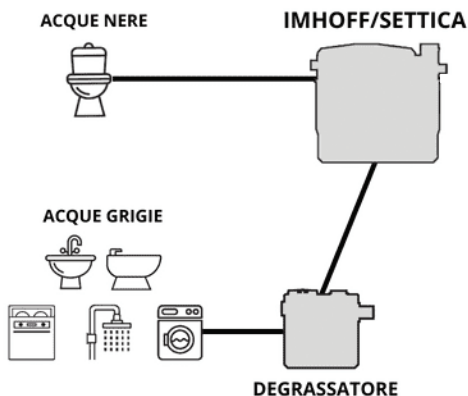 ACQUE NERE
IMHOFF/SETTICA
ACQUE GRIGIE
DEGRASSATORE